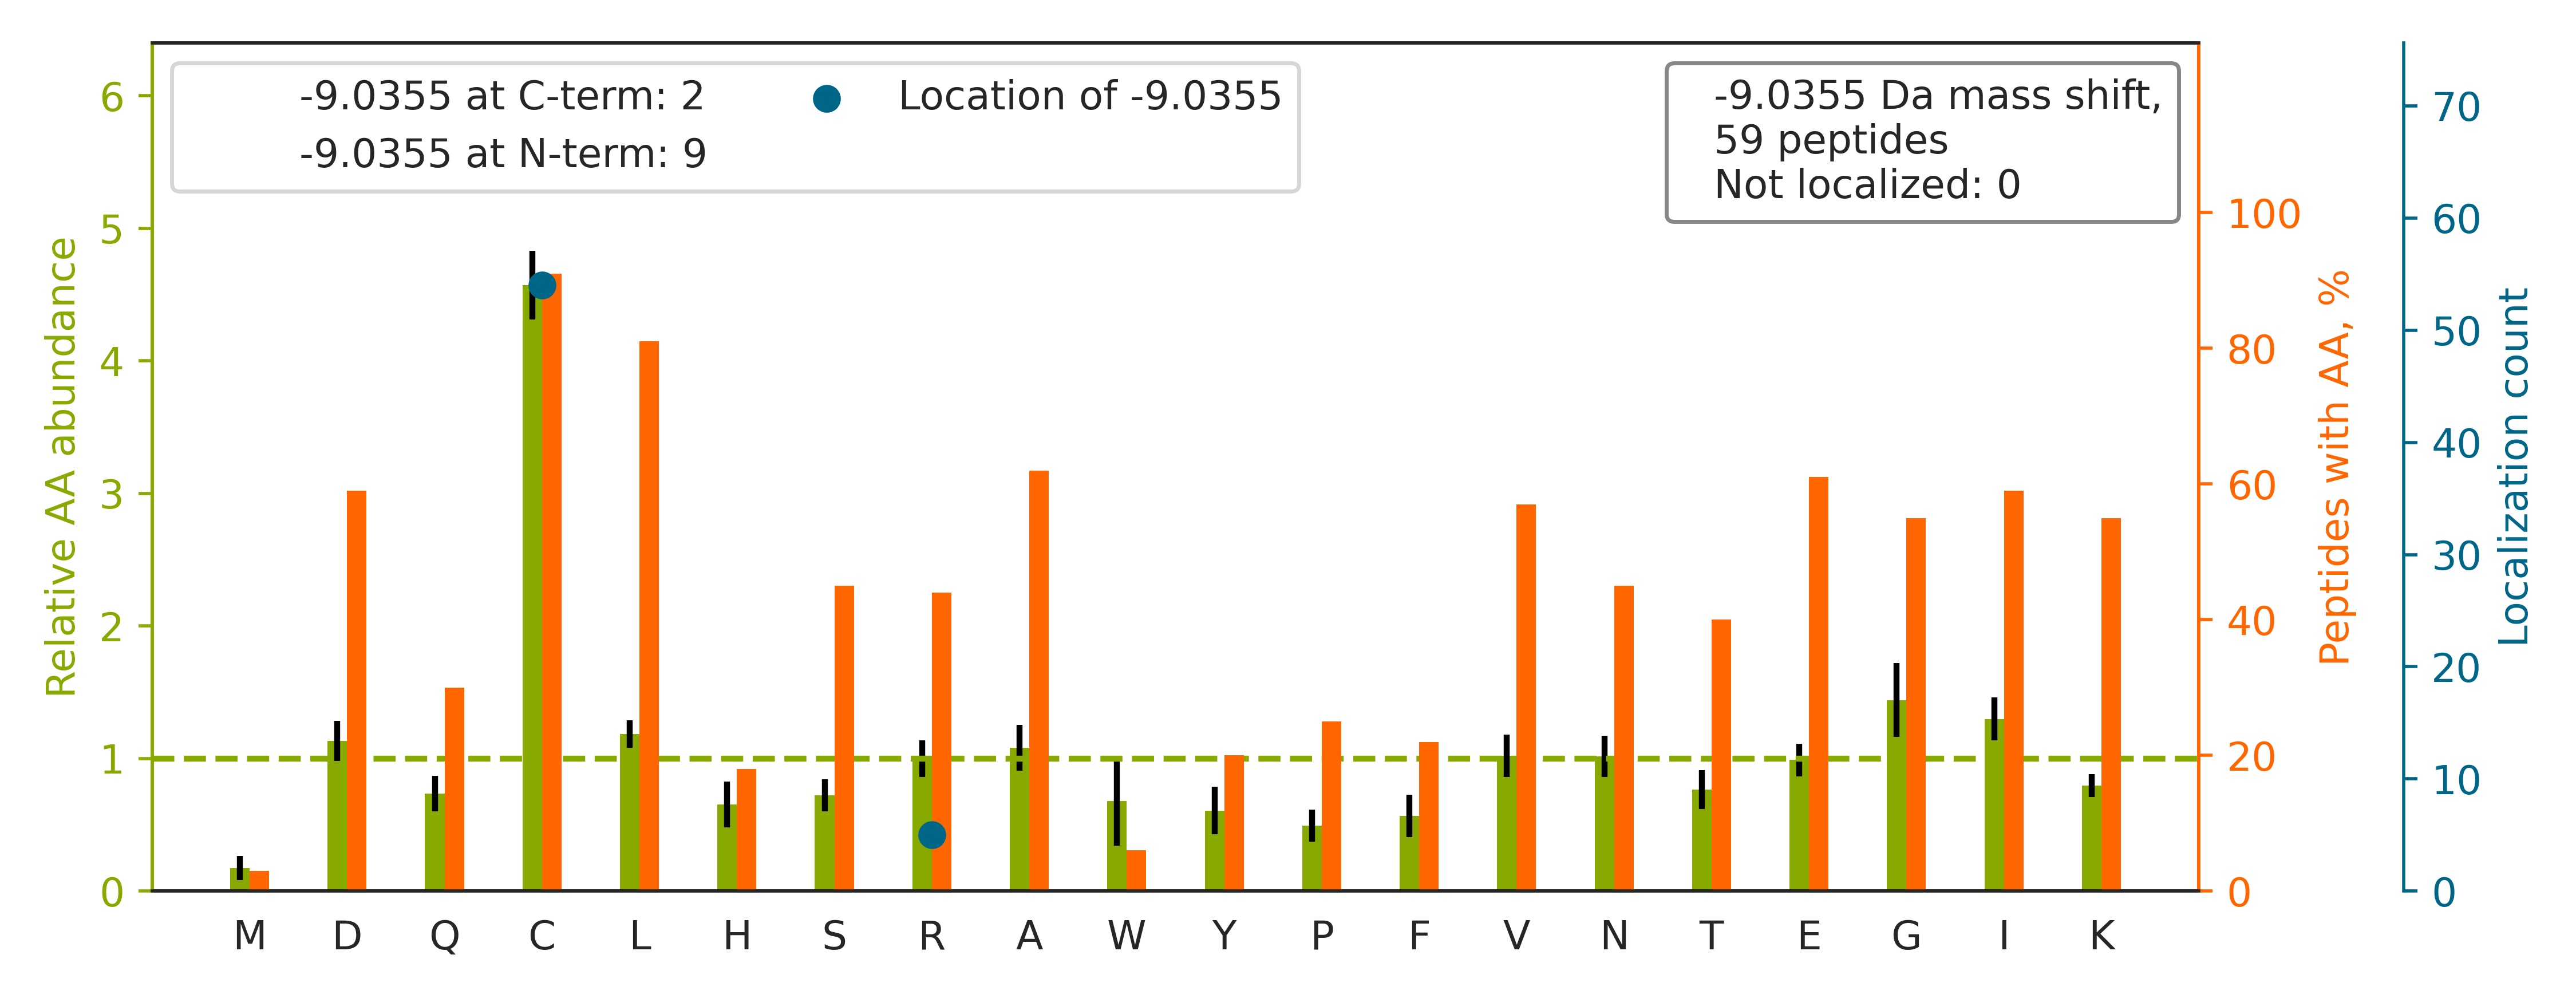 -9.0355 at C-term: 2
-9.0355 at N-term: 9
Location of -9.0355
-9.0355 Da mass shift,
59 peptides
Not localized: 0
Relative AA abundance
6
5
4
3
2
1
0
M D Q C L H S R A W Y P F V N T E G I K
100
80
60
40
20
0
Peptides with AA, %
70
60
50
40
30
20
10
0
Localization count